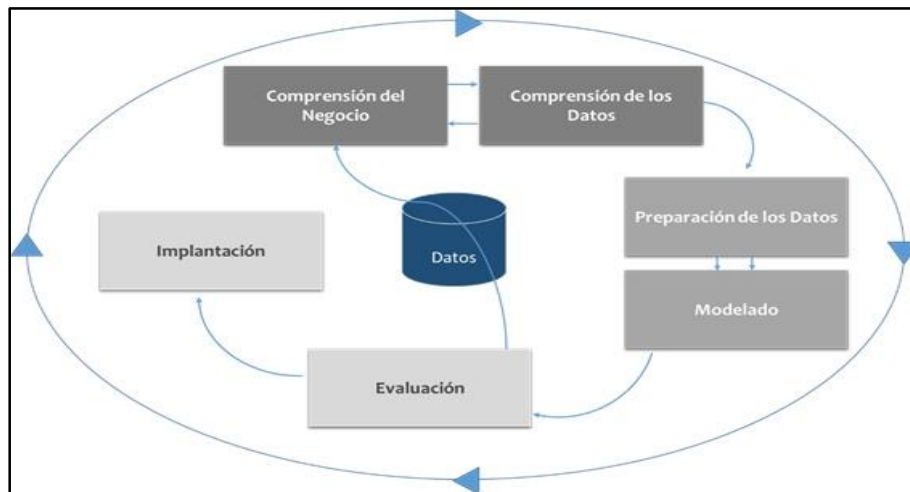 Comprensión del
Negocio
Comprensión de los
Datos
Preparación de los Datos
Implantación
Datos
Modelado
Evaluación